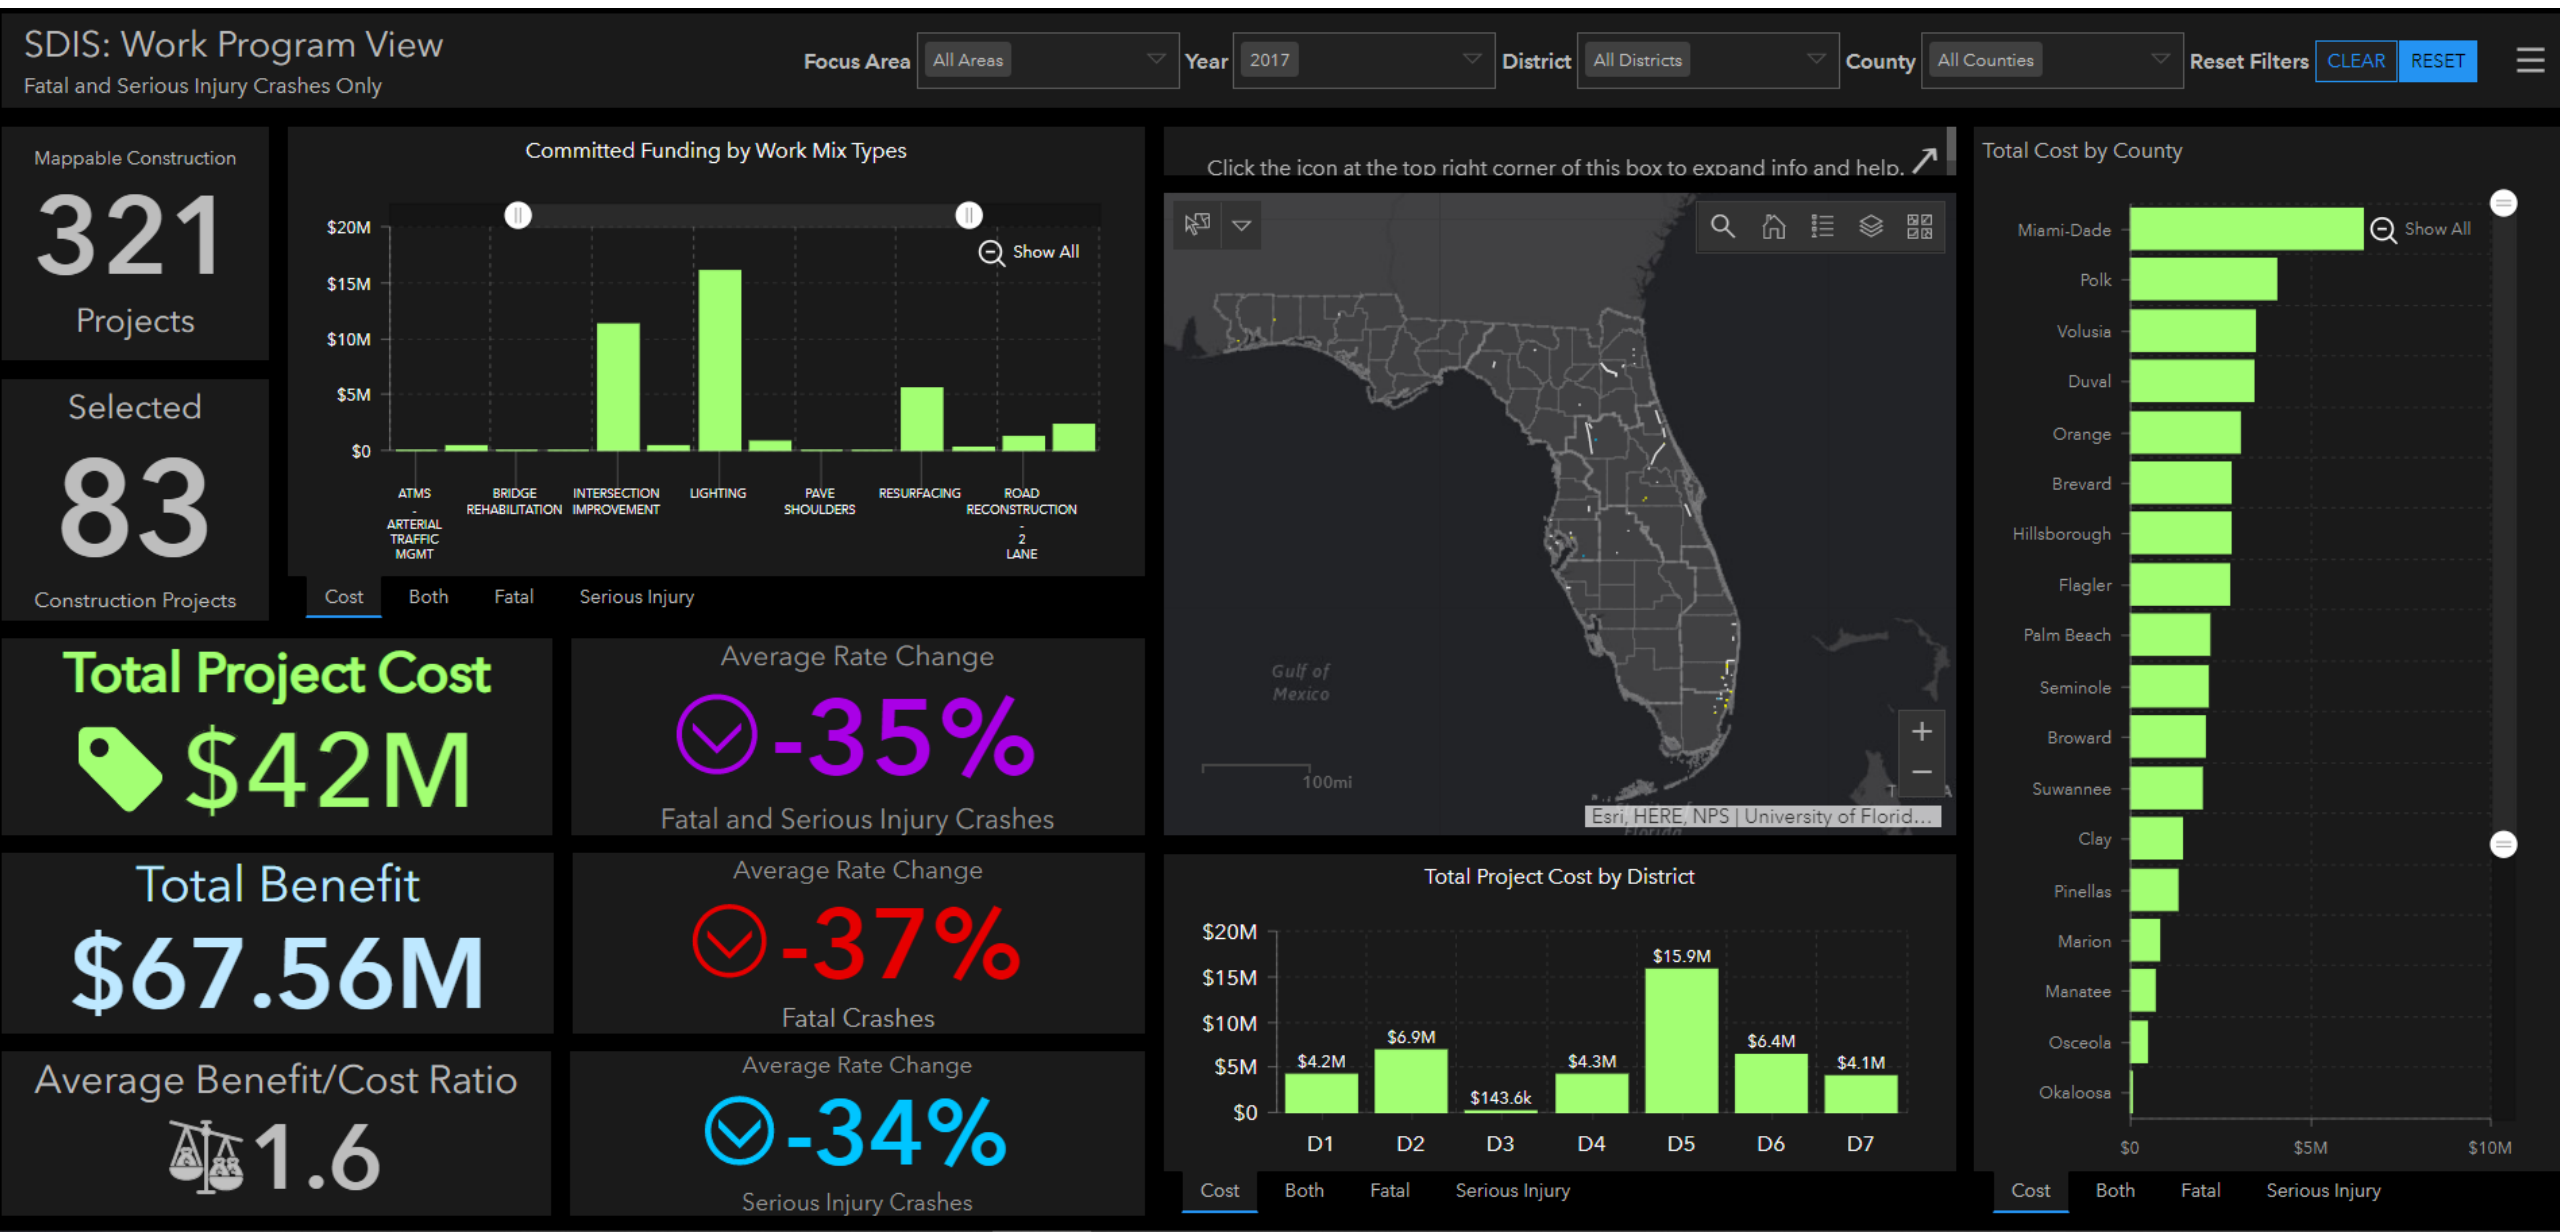 SDIS: Work Program View
Fatal and Serious Injury Crashes Only
Focus Area
All Areas
Year
2017
District
All Districts
County
All Counties
Reset Filters
CLEAR
RESET
Mappable Construction
321
Projects
Selected
83
Construction Projects
Committed Funding by Work Mix Types
Show All
$20M
$15M
$10M
$5M
$0
ATMS
-
ARTERIAL
TRAFFIC
MGMT
BRIDGE
REHABILITATION
INTERSECTION
IMPROVEMENT
LIGHTING
PAVE
SHOULDERS
RESURFACING
ROAD
RECONSTRUCTION
-
2
LANE
Cost
Both
Fatal
Serious Injury
Total Project Cost
$42M
Total Benefit
$67.56M
Average Benefit/Cost Ratio
1.6
Average Rate Change
-35%
Fatal and Serious Injury Crashes
Average Rate Change
-37%
Fatal Crashes
Average Rate Change
-34%
Serious Injury Crashes
Click the icon at the top right corner of this box to expand info and help.
Gulf of
Mexico
100mi
Esri, HERE, NPS | University of Florid...
Florida
Total Project Cost by District
$20M
$15M
$10M
$5M
$0
$4.2M
$6.9M
$143.6k
$4.3M
$15.9M
$6.4M
$4.1M
D1
D2
D3
D4
D5
D6
D7
Cost
Both
Fatal
Serious Injury
Total Cost by County
Show All
Miami-Dade
Polk
Volusia
Duval
Orange
Brevard
Hillsborough
Flagler
Palm Beach
Seminole
Broward
Suwannee
Clay
Pinellas
Marion
Manatee
Osceola
Okaloosa
$0
$5M
$10M
Cost
Both
Fatal
Serious Injury